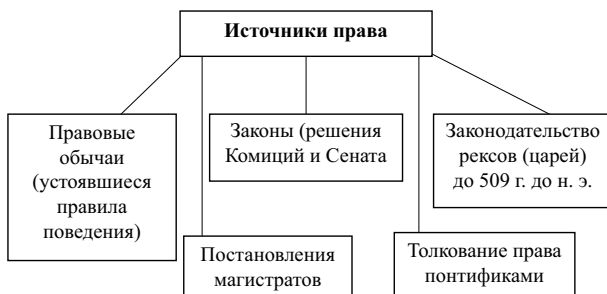 Источники права
Правовые
обычаи
(устоявшиеся
правила
поведения)
Законы (решения
Комиций и Сената
Законодательство
рексов (царей)
до 509 г. до н. э.
Постановления
магистратов
Толкование права
понтификами